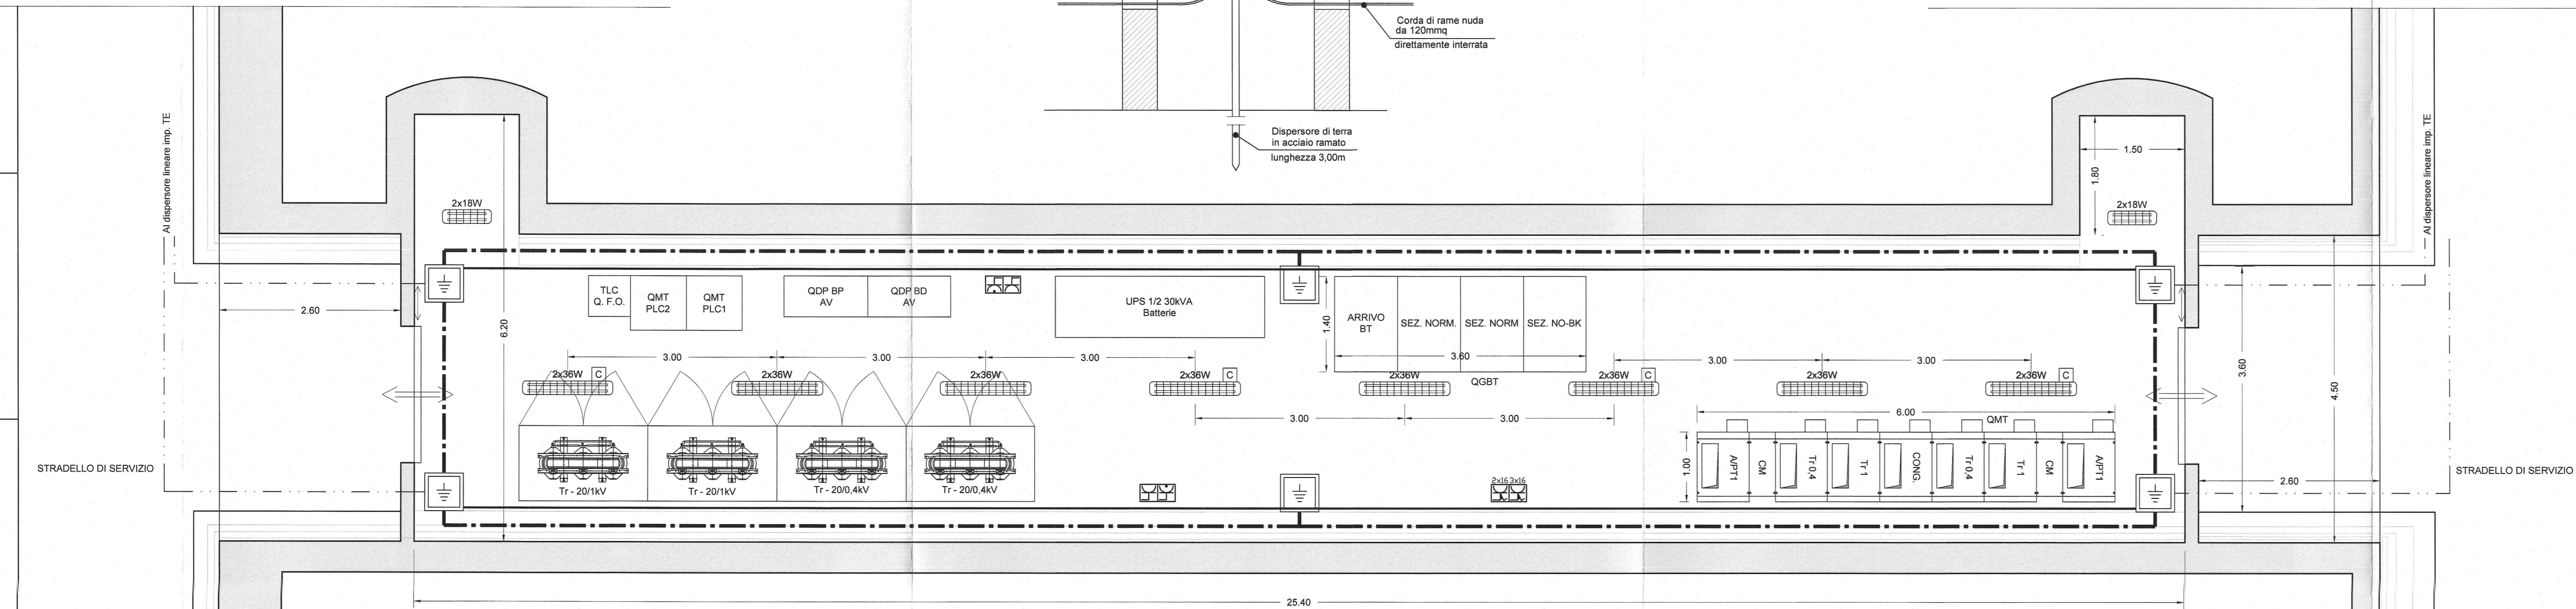 Corda di rame nuda
da 120mmq
direttamente interrata
Dispersore di terra
in acciaio ramato
lunghezza 3,00m
Al dispersore lineare imp. TE
Al dispersore lineare imp. TE
2x18W
1.50
1.80
2x18W
2.60
6.20
TLC
Q. F.O.
QMT
PLC2
QMT
PLC1
QDP BP
AV
QDP BD
AV
UPS 1/2 30kVA
Batterie
1.40
ARRIVO
BT
SEZ. NORM.
SEZ. NORM
SEZ. NO-BK
3.60
QGBT
3.00
3.00
3.00
3.00
3.00
2x36W
C
2x36W
2x36W
2x36W
C
2x36W
2x36W
C
2x36W
2x36W
C
3.60
4.50
3.00
3.00
6.00
QMT
1.00
A/PT1
CM
Tr 0,4
Tr 1
CONG.
Tr 0,4
Tr 1
CM
A/PT1
STRADELLO DI SERVIZIO
Tr - 20/1kV
Tr - 20/1kV
Tr - 20/0,4kV
Tr - 20/0,4kV
2x16 3x16
2.60
STRADELLO DI SERVIZIO
25.40